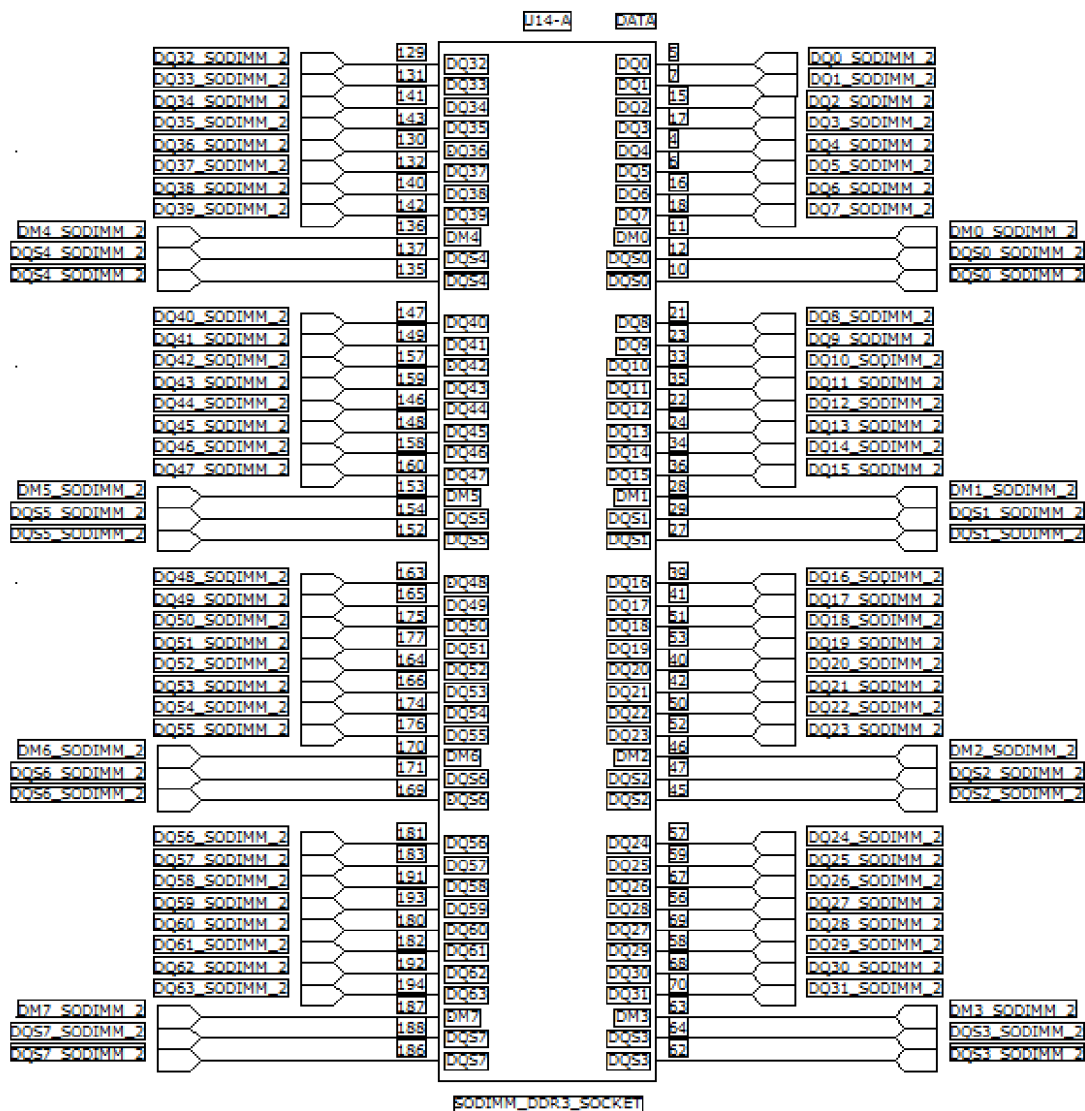 U14-A DATA
DQ32_SODIMM_2 129 DQ32 DQ0 5 DQ0_SODIMM_2
DQ33_SODIMM_2 131 DQ33 DQ1 7 DQ1_SODIMM_2
DQ34_SODIMM_2 141 DQ34 DQ2 15 DQ2_SODIMM_2
DQ35_SODIMM_2 143 DQ35 DQ3 17 DQ3_SODIMM_2
DQ36_SODIMM_2 130 DQ36 DQ4 4 DQ4_SODIMM_2
DQ37_SODIMM_2 132 DQ37 DQ5 6 DQ5_SODIMM_2
DQ38_SODIMM_2 140 DQ38 DQ6 16 DQ6_SODIMM_2
DQ39_SODIMM_2 142 DQ39 DQ7 18 DQ7_SODIMM_2
DM4_SODIMM_2 136 DM4 DM0 11 DM0_SODIMM_2
DQS4_SODIMM_2 137 DQS4 DQS0 12 DQS0_SODIMM_2
DQS4_SODIMM_2 135 DQS4 DQS0 10 DQS0_SODIMM_2
DQ40_SODIMM_2 147 DQ40 DQ8 21 DQ8_SODIMM_2
DQ41_SODIMM_2 149 DQ41 DQ9 23 DQ9_SODIMM_2
DQ42_SODIMM_2 157 DQ42 DQ10 33 DQ10_SODIMM_2
DQ43_SODIMM_2 159 DQ43 DQ11 35 DQ11_SODIMM_2
DQ44_SODIMM_2 146 DQ44 DQ12 22 DQ12_SODIMM_2
DQ45_SODIMM_2 148 DQ45 DQ13 24 DQ13_SODIMM_2
DQ46_SODIMM_2 158 DQ46 DQ14 34 DQ14_SODIMM_2
DQ47_SODIMM_2 160 DQ47 DQ15 36 DQ15_SODIMM_2
DM5_SODIMM_2 153 DM5 DM1 28 DM1_SODIMM_2
DQS5_SODIMM_2 154 DQS5 DQS1 29 DQS1_SODIMM_2
DQS5_SODIMM_2 152 DQS5 DQS1 27 DQS1_SODIMM_2
DQ48_SODIMM_2 163 DQ48 DQ16 39 DQ16_SODIMM_2
DQ49_SODIMM_2 165 DQ49 DQ17 41 DQ17_SODIMM_2
DQ50_SODIMM_2 175 DQ50 DQ18 51 DQ18_SODIMM_2
DQ51_SODIMM_2 177 DQ51 DQ19 53 DQ19_SODIMM_2
DQ52_SODIMM_2 164 DQ52 DQ20 40 DQ20_SODIMM_2
DQ53_SODIMM_2 166 DQ53 DQ21 42 DQ21_SODIMM_2
DQ54_SODIMM_2 174 DQ54 DQ22 50 DQ22_SODIMM_2
DQ55_SODIMM_2 176 DQ55 DQ23 52 DQ23_SODIMM_2
DM6_SODIMM_2 170 DM6 DM2 46 DM2_SODIMM_2
DQS6_SODIMM_2 171 DQS6 DQS2 47 DQS2_SODIMM_2
DQS6_SODIMM_2 169 DQS6 DQS2 45 DQS2_SODIMM_2
DQ56_SODIMM_2 181 DQ56 DQ24 57 DQ24_SODIMM_2
DQ57_SODIMM_2 183 DQ57 DQ25 59 DQ25_SODIMM_2
DQ58_SODIMM_2 191 DQ58 DQ26 67 DQ26_SODIMM_2
DQ59_SODIMM_2 193 DQ59 DQ28 56 DQ27_SODIMM_2
DQ60_SODIMM_2 180 DQ60 DQ27 69 DQ28_SODIMM_2
DQ61_SODIMM_2 182 DQ61 DQ29 58 DQ29_SODIMM_2
DQ62_SODIMM_2 192 DQ62 DQ30 68 DQ30_SODIMM_2
DQ63_SODIMM_2 194 DQ63 DQ31 70 DQ31_SODIMM_2
DM7_SODIMM_2 187 DM7 DM3 63 DM3_SODIMM_2
DQS7_SODIMM_2 188 DQS7 DQS3 64 DQS3_SODIMM_2
DQS7_SODIMM_2 186 DQS7 DQS3 62 DQS3_SODIMM_2
SODIMM_DDR3_SOCKET